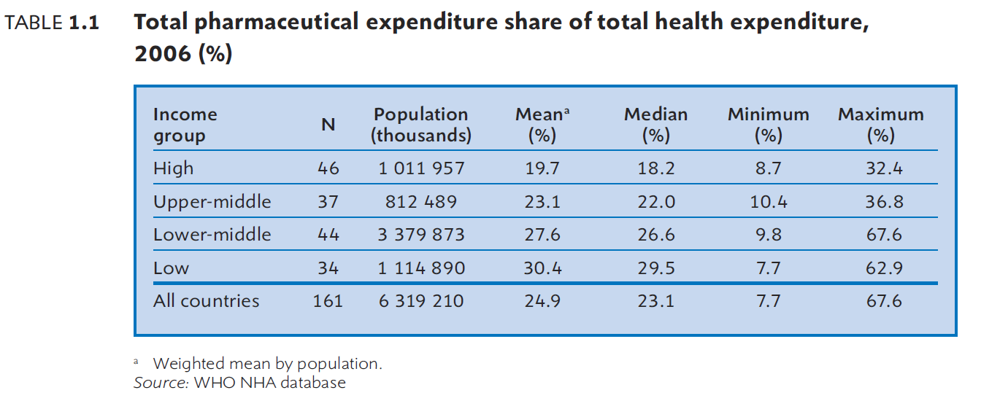 TABLE 1.1 Total pharmaceutical expenditure share of total health expenditure,
2006 (%)
Income group N Population (thousands) Meanᵃ (%) Median (%) Minimum (%) Maximum (%)
High 46 1 011 957 19.7 18.2 8.7 32.4
Upper-middle 37 812 489 23.1 22.0 10.4 36.8
Lower-middle 44 3 379 873 27.6 26.6 9.8 67.6
Low 34 1 114 890 30.4 29.5 7.7 62.9
All countries 161 6 319 210 24.9 23.1 7.7 67.6
ᵃ Weighted mean by population.
Source: WHO NHA database